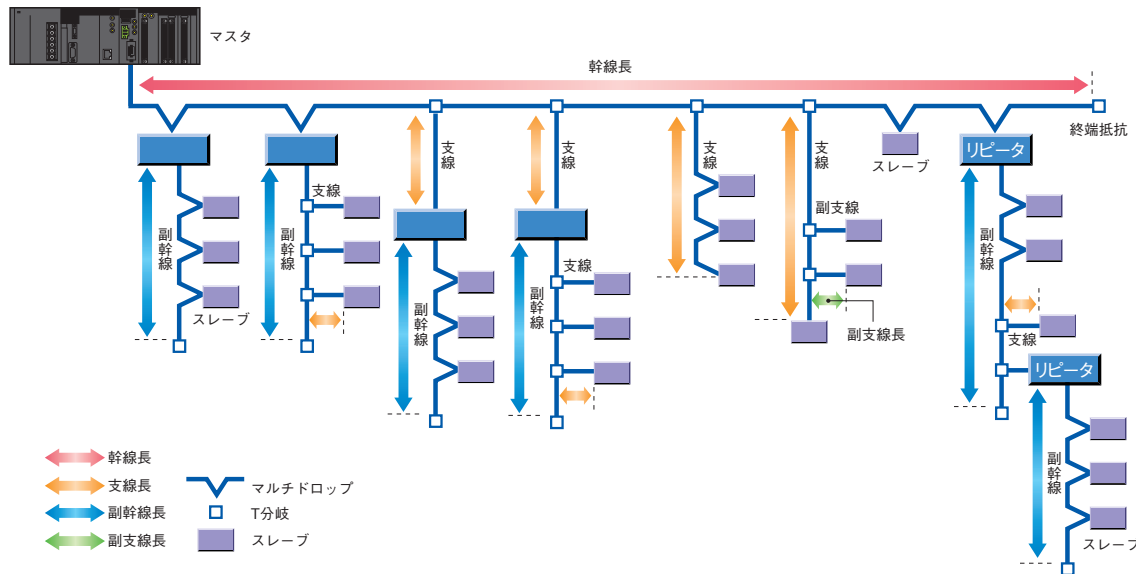 マスタ
幹線長
終端抵抗
支線
支線
支線
支線
スレーブ
リピータ
支線
副幹線
副幹線
スレーブ
支線
副幹線
副幹線
副支線
副支線長
副幹線
支線
リピータ
副幹線
スレーブ
幹線長
支線長
副幹線長
副支線長
マルチドロップ
T分岐
スレーブ